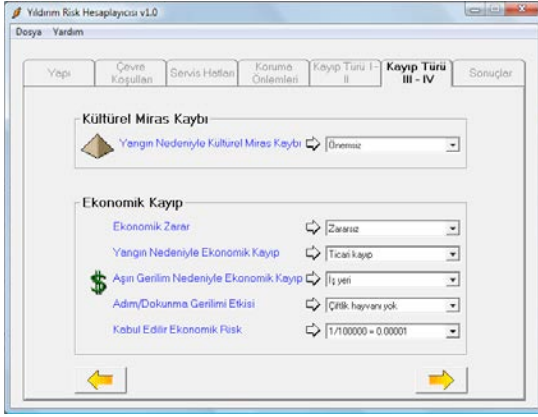 Yıldırım Risk Hesaplayıcısı v1.0
Dosya Yardım
Yapı
Çevre Koşulları
Servis Hatları
Koruma Önlemleri
Kayıp Türü I - II
Kayıp Türü III - IV
Sonuçlar
Kültürel Miras Kaybı
Yangın Nedeniyle Kültürel Miras Kaybı Önemsiz
Ekonomik Kayıp
Ekonomik Zarar Zararsız
Yangın Nedeniyle Ekonomik Kayıp Ticari kayıp
Aşırı Gerilim Nedeniyle Ekonomik Kayıp İş yeri
Adım/Dokunma Gerilimi Etkisi Çiftlik hayvanı yok
Kabul Edilir Ekonomik Risk 1/100000 = 0.00001